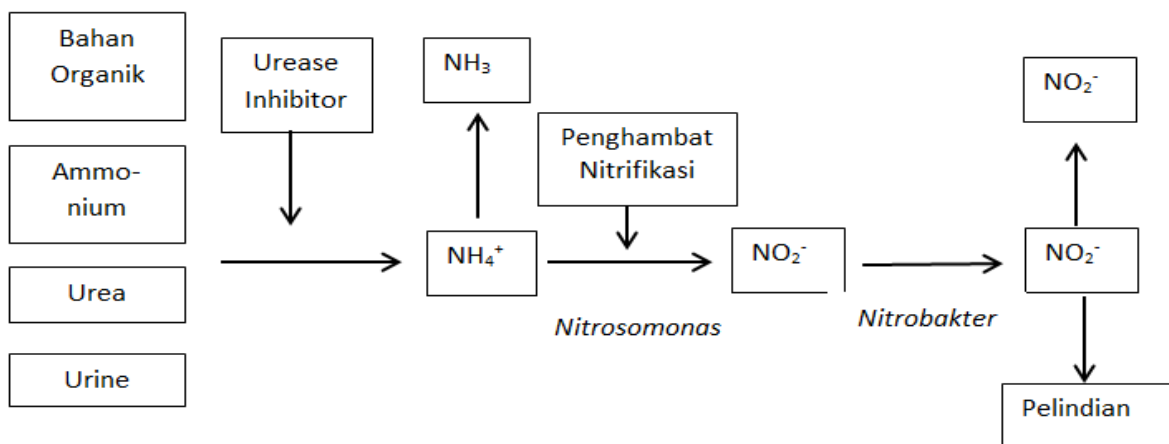 Bahan
Organik
Urease
Inhibitor
NH₃
NO₂⁻
Penghambat
Nitrifikasi
Ammo-
nium
NH₄⁺
NO₂⁻
NO₂⁻
Urea
Nitrosomonas
Nitrobakter
Urine
Pelindian